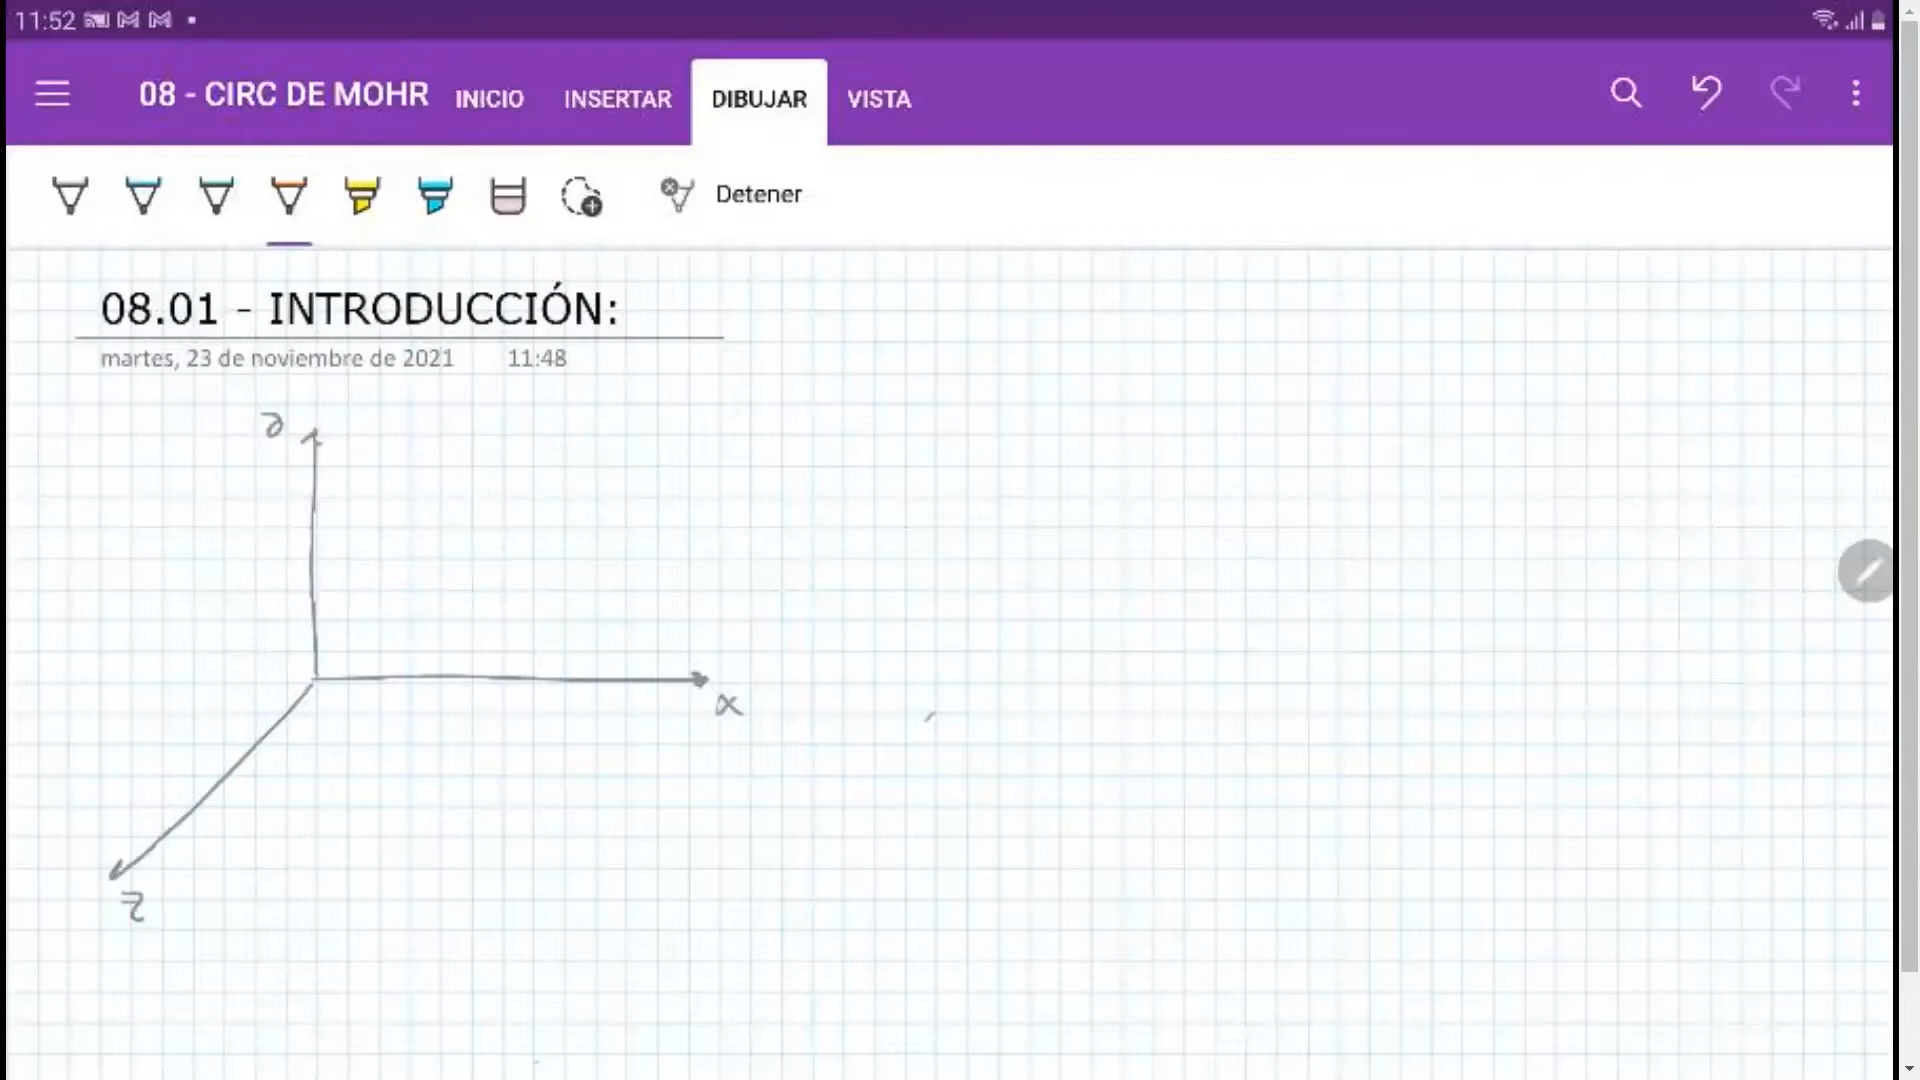 11:52
08 - CIRC DE MOHR INICIO INSERTAR DIBUJAR VISTA
Detener
08.01 - INTRODUCCIÓN:
martes, 23 de noviembre de 2021 11:48
x
z